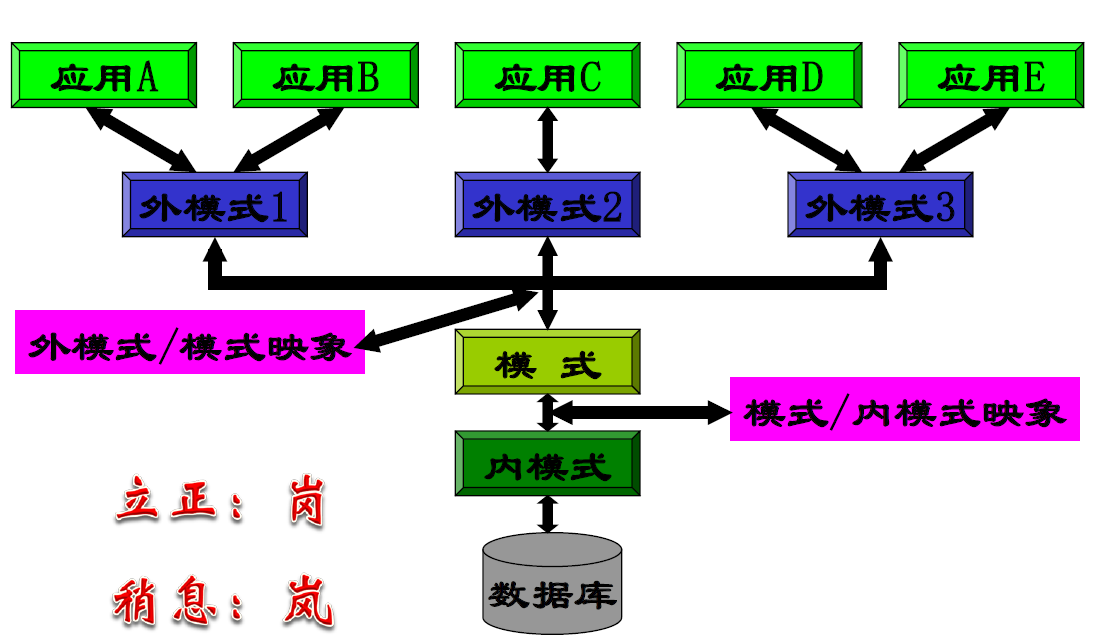 应用A 应用B 应用C 应用D 应用E
外模式1 外模式2 外模式3
外模式/模式映象
模 式
模式/内模式映象
内模式
立正：岗
数据库
稍息：岚